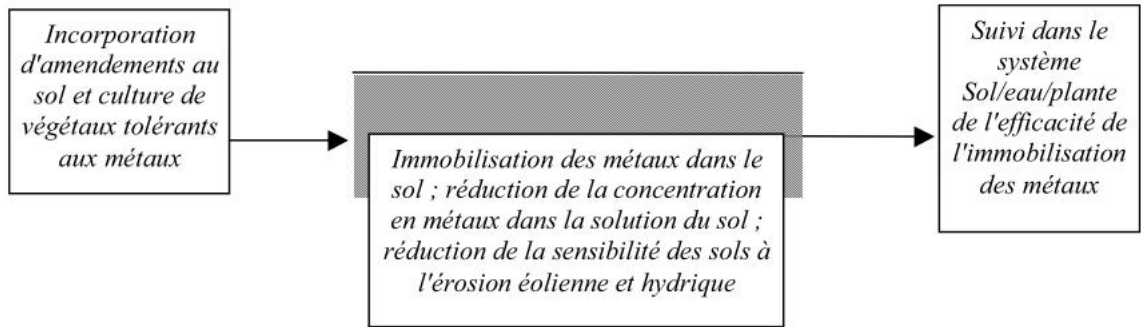 Incorporation
d'amendements au
sol et culture de
végétaux tolérants
aux métaux
Immobilisation des métaux dans le
sol ; réduction de la concentration
en métaux dans la solution du sol ;
réduction de la sensibilité des sols à
l'érosion éolienne et hydrique
Suivi dans le
système
Sol/eau/plante
de l'efficacité de
l'immobilisation
des métaux